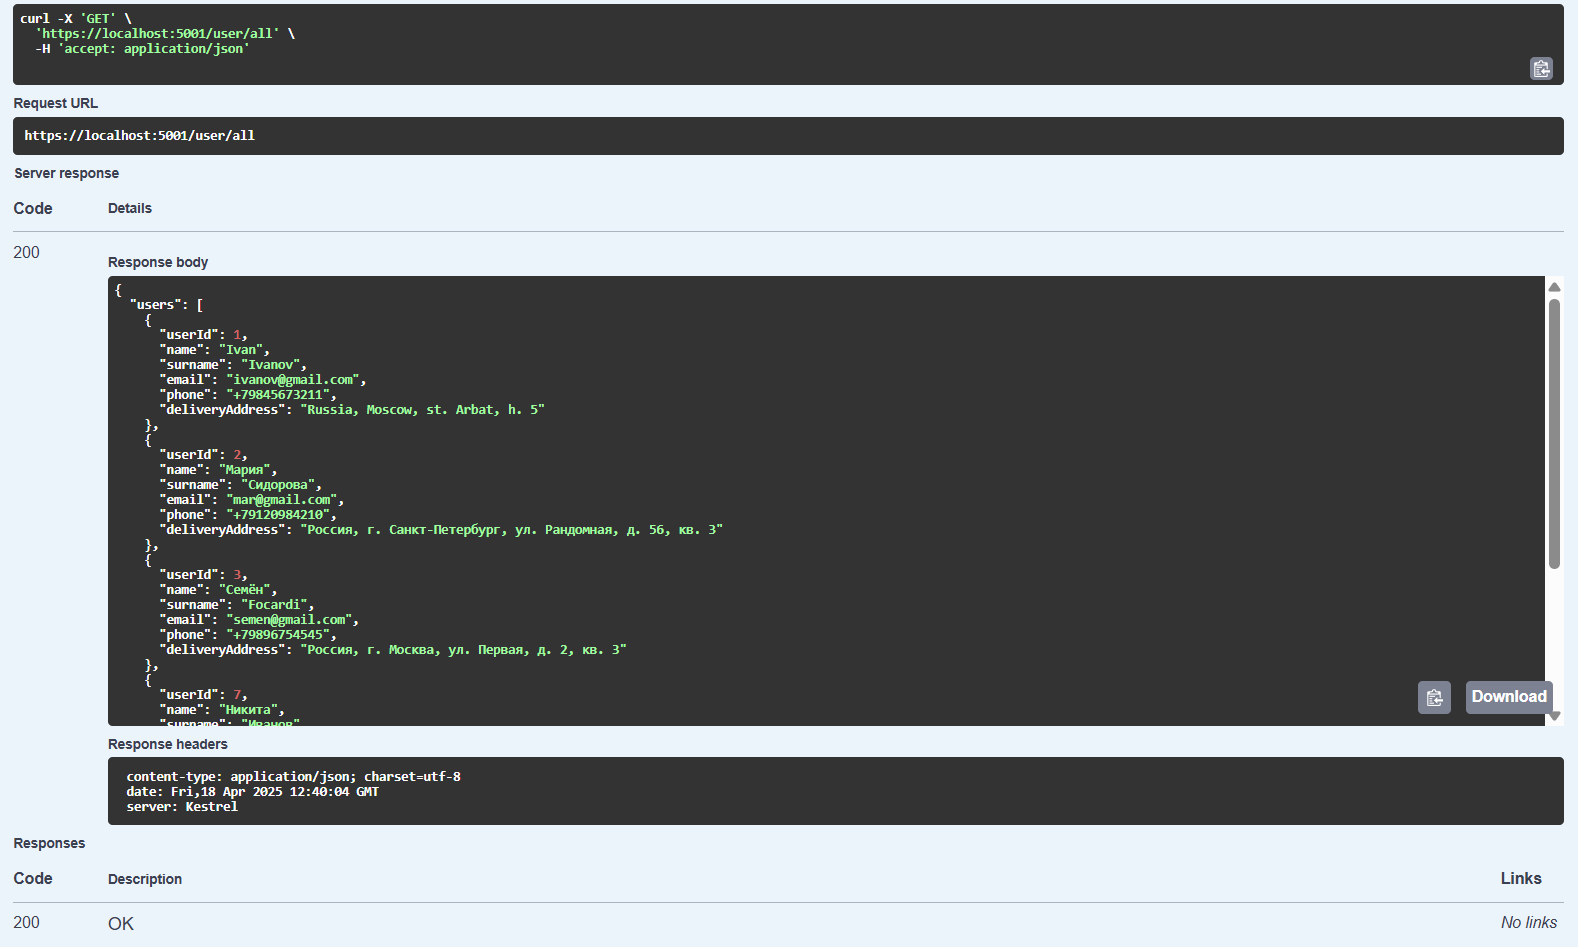 curl -X 'GET' \
'https://localhost:5001/user/all' \
-H 'accept: application/json'
Request URL
https://localhost:5001/user/all
Server response
Code Details
200
Response body
{
"users": [
{
"userId": 1,
"name": "Ivan",
"surname": "Ivanov",
"email": "ivanov@gmail.com",
"phone": "+79845673211",
"deliveryAddress": "Russia, Moscow, st. Arbat, h. 5"
},
{
"userId": 2,
"name": "Мария",
"surname": "Сидорова",
"email": "mar@gmail.com",
"phone": "+79120984210",
"deliveryAddress": "Россия, г. Санкт-Петербург, ул. Рандомная, д. 56, кв. 3"
},
{
"userId": 3,
"name": "Семён",
"surname": "Focardi",
"email": "semen@gmail.com",
"phone": "+79896754545",
"deliveryAddress": "Россия, г. Москва, ул. Первая, д. 2, кв. 3"
},
{
"userId": 7,
"name": "Никита",
"surname": "Иванов"
Download
Response headers
content-type: application/json; charset=utf-8
date: Fri,18 Apr 2025 12:40:04 GMT
server: Kestrel
Responses
Code Description Links
200 OK No links